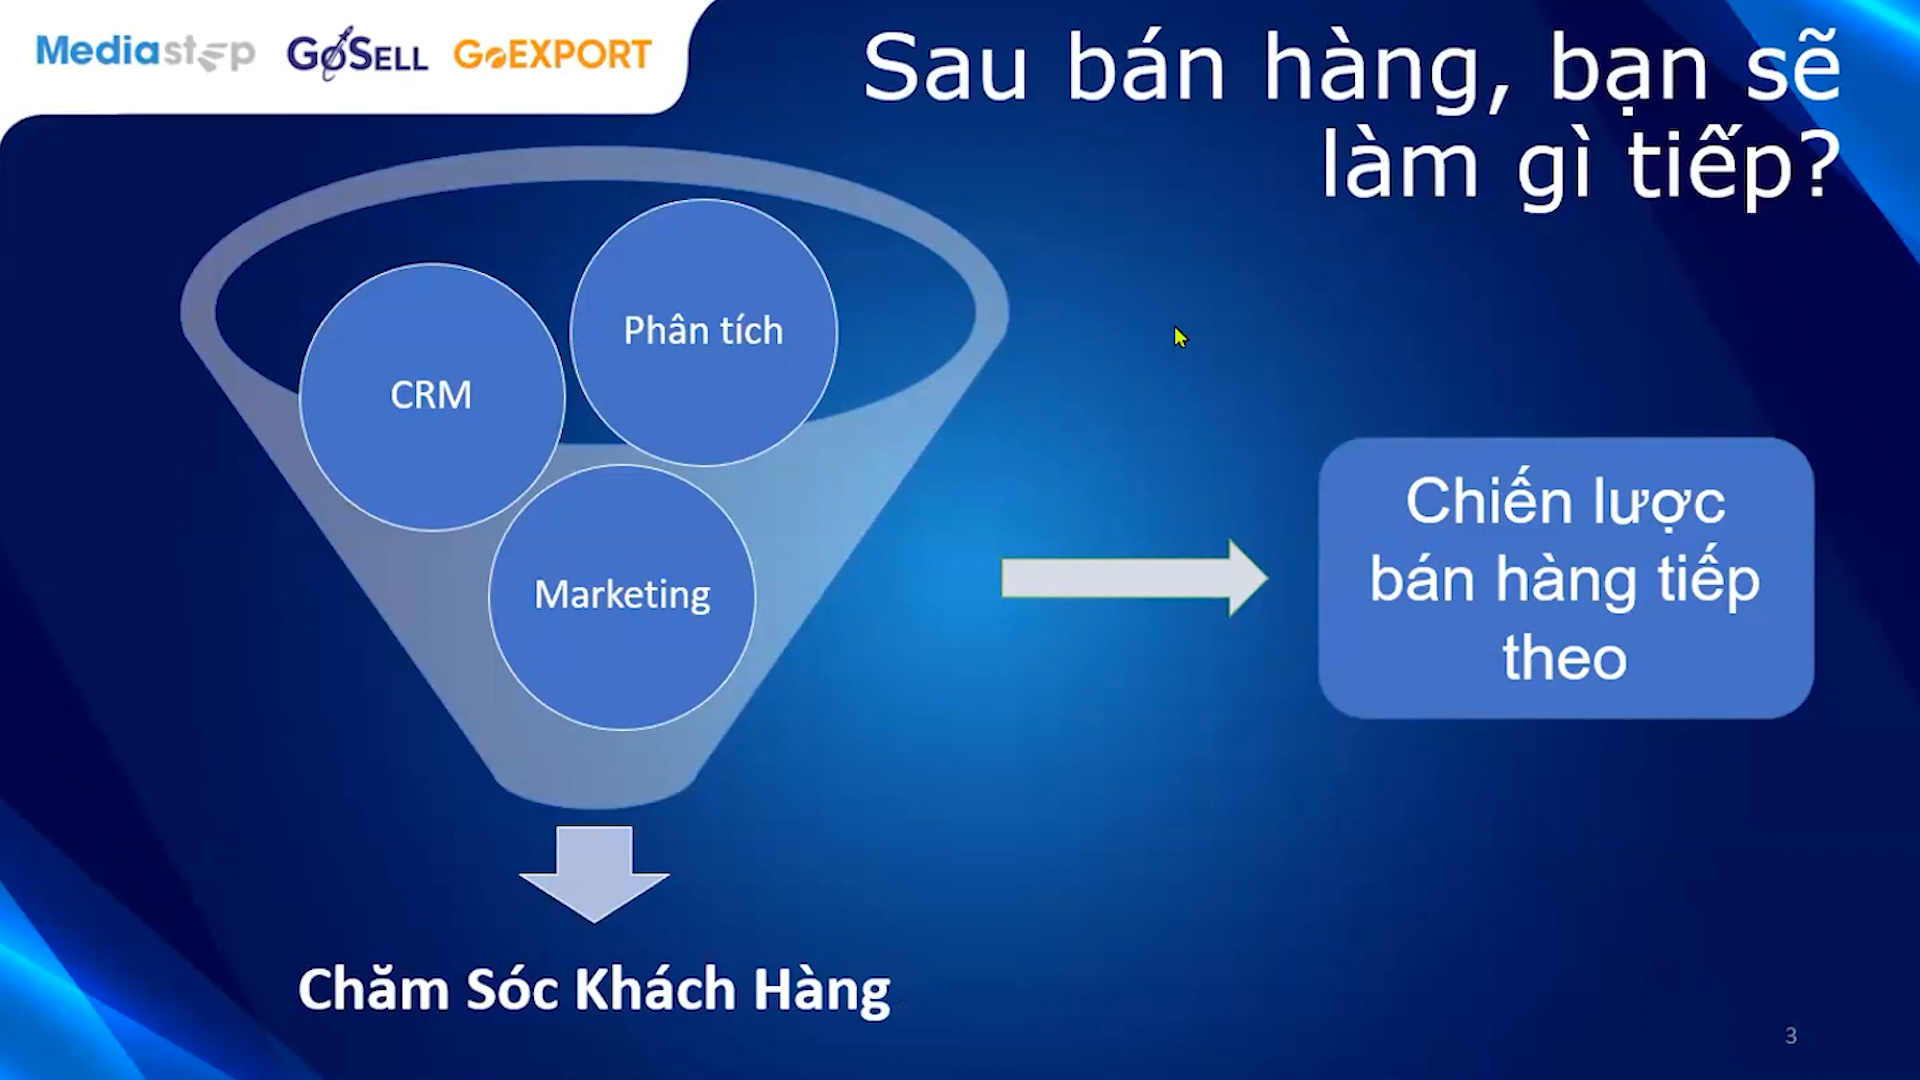 Mediastep GoSELL GoEXPORT
Sau bán hàng, bạn sẽ
làm gì tiếp?
Phân tích
CRM
Marketing
Chiến lược
bán hàng tiếp
theo
Chăm Sóc Khách Hàng
3